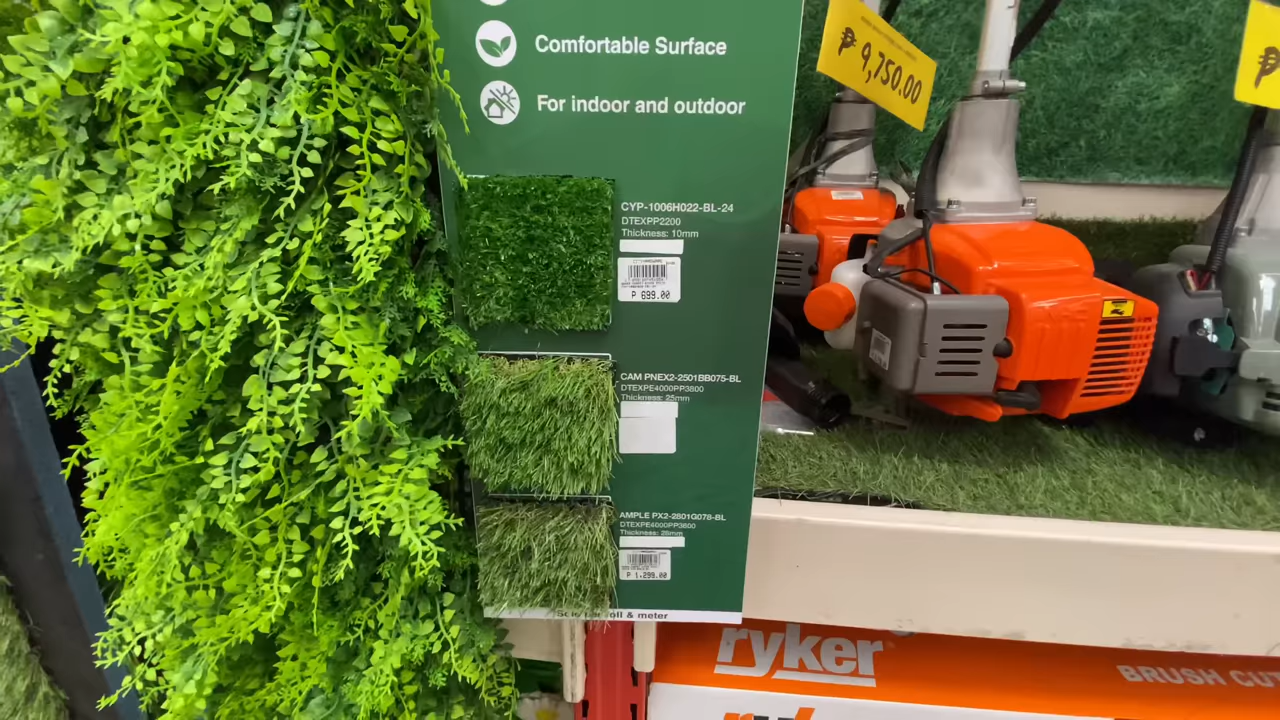 Comfortable Surface
For indoor and outdoor
CYP-1006H022-BL-24
DTEXPP2200
Thickness: 10mm
P 699.00
CAM PNEX2-2501BB075-BL
DTEXPE4000PP3800
Thickness: 25mm
AMPLE PX2-2801G078-BL
Thickness: 28mm
P 1,299.00
roll & meter
₱ 9,750.00
₱
ryker
BRUSH CU